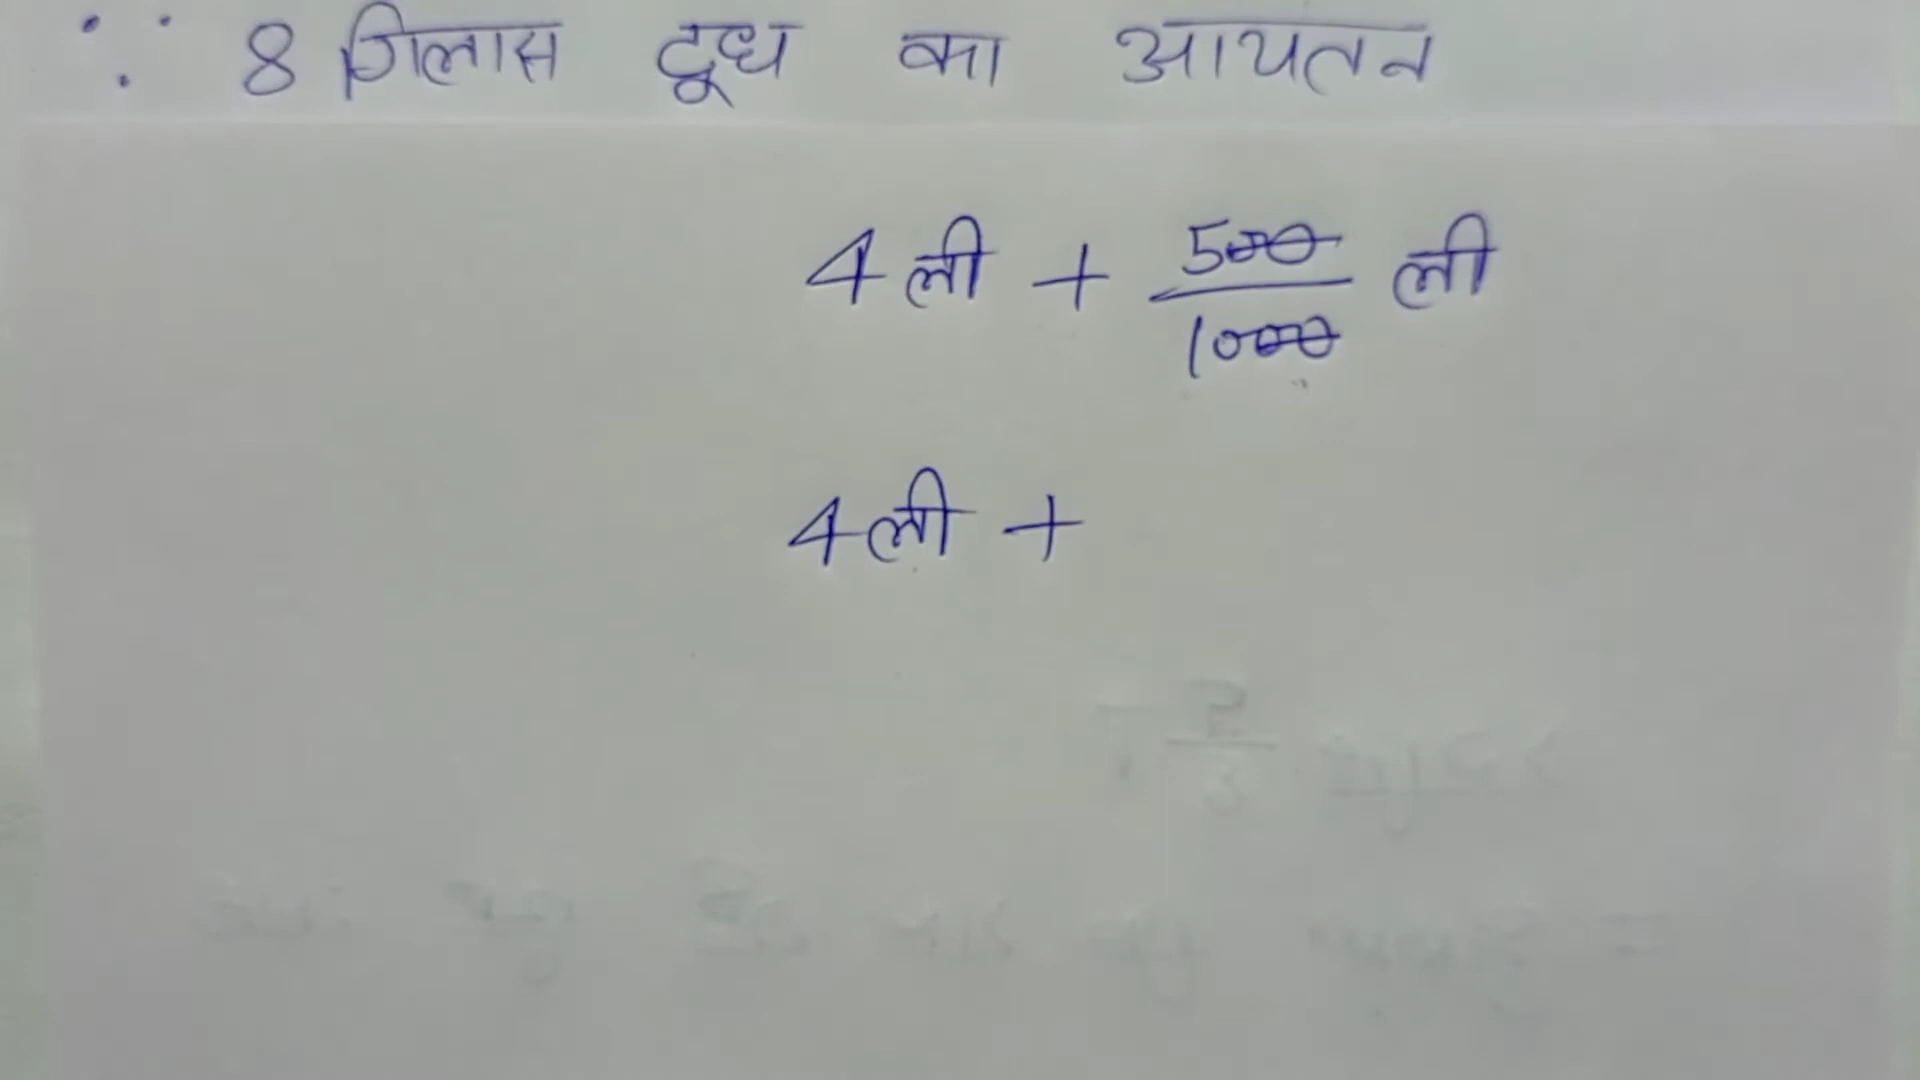 ∵ 8 गिलास दूध का आयतन
4 ली + 500/1000 ली
4 ली +